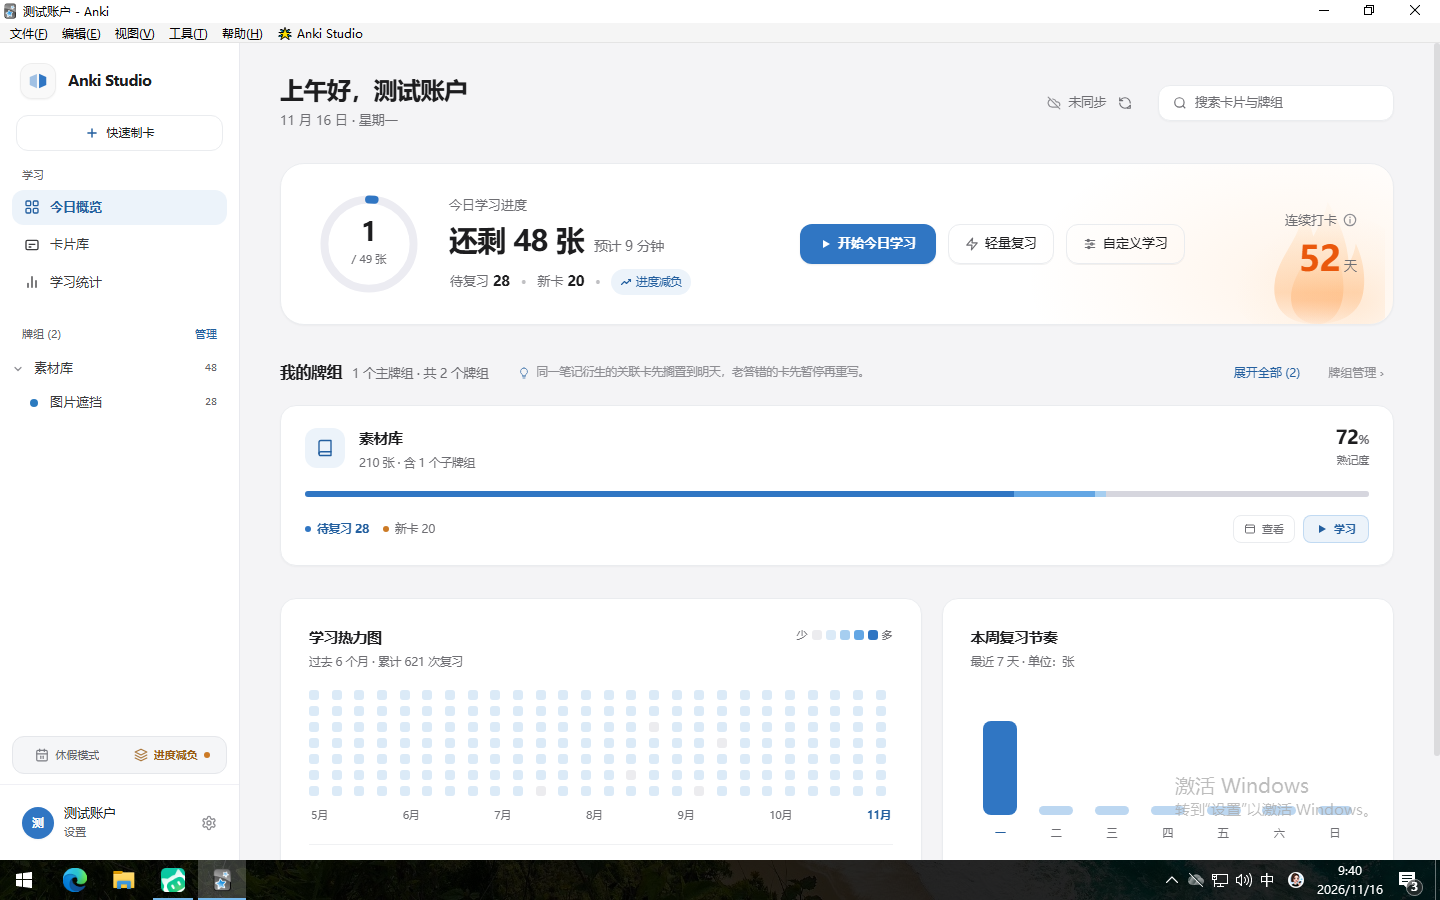 测试账户 - Anki
文件(F) 编辑(E) 视图(V) 工具(T) 帮助(H) Anki Studio
Anki Studio
快速制卡
学习
今日概览
卡片库
学习统计
牌组 (2) 管理
素材库 48
图片遮挡 28
休假模式 进度减负
测 测试账户
设置
上午好，测试账户
11 月 16 日 · 星期一
未同步
搜索卡片与牌组
1
/ 49 张
今日学习进度
还剩 48 张 预计 9 分钟
待复习 28 • 新卡 20 • 进度减负
开始今日学习 轻量复习 自定义学习
连续打卡
52 天
我的牌组 1 个主牌组 · 共 2 个牌组 同一笔记衍生的关联卡先搁置到明天，老答错的卡先暂停再重写。 展开全部 (2) 牌组管理 ›
素材库
210 张 · 含 1 个子牌组
72%
熟记度
待复习 28 新卡 20
查看 学习
学习热力图
过去 6 个月 · 累计 621 次复习
少 多
5月 6月 7月 8月 9月 10月 11月
本周复习节奏
最近 7 天 · 单位：张
一 二 三 四 五 六 日
激活 Windows
转到“设置”以激活 Windows。
中
9:40
2026/11/16
3